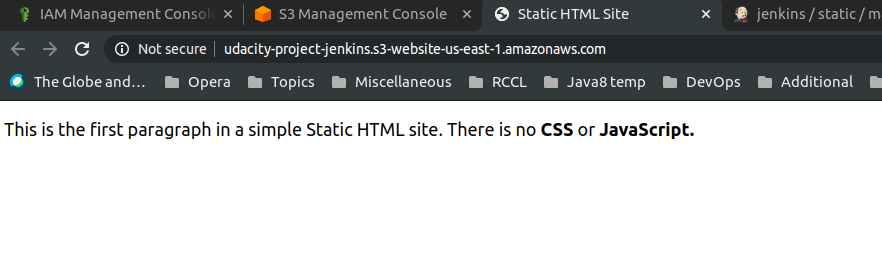 IAM Management Consol
S3 Management Console
Static HTML Site
jenkins / static / m
Not secure
udacity-project-jenkins.s3-website-us-east-1.amazonaws.com
The Globe and…
Opera
Topics
Miscellaneous
RCCL
Java8 temp
DevOps
Additional
This is the first paragraph in a simple Static HTML site. There is no CSS or JavaScript.